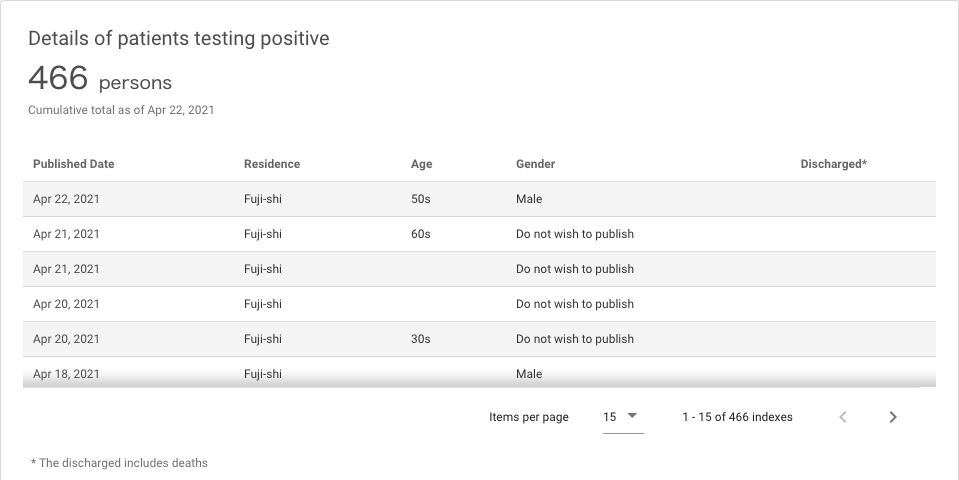 Details of patients testing positive
466 persons
Cumulative total as of Apr 22, 2021
Published Date Residence Age Gender Discharged*
Apr 22, 2021 Fuji-shi 50s Male
Apr 21, 2021 Fuji-shi 60s Do not wish to publish
Apr 21, 2021 Fuji-shi Do not wish to publish
Apr 20, 2021 Fuji-shi Do not wish to publish
Apr 20, 2021 Fuji-shi 30s Do not wish to publish
Apr 18, 2021 Fuji-shi Male
Items per page 15 1 - 15 of 466 indexes
* The discharged includes deaths